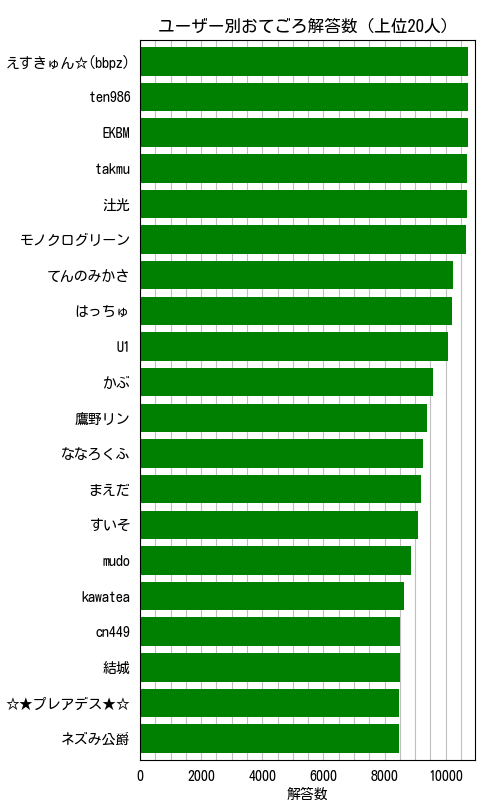 ユーザー別おてごろ解答数（上位20人）
えすきゅん☆(bbpz)
ten986
EKBM
takmu
汢光
モノクログリーン
てんのみかさ
はっちゅ
U1
かぶ
鷹野リン
ななろくふ
まえだ
すいそ
mudo
kawatea
cn449
結城
☆★プレアデス★☆
ネズみ公爵
0 2000 4000 6000 8000 10000
解答数